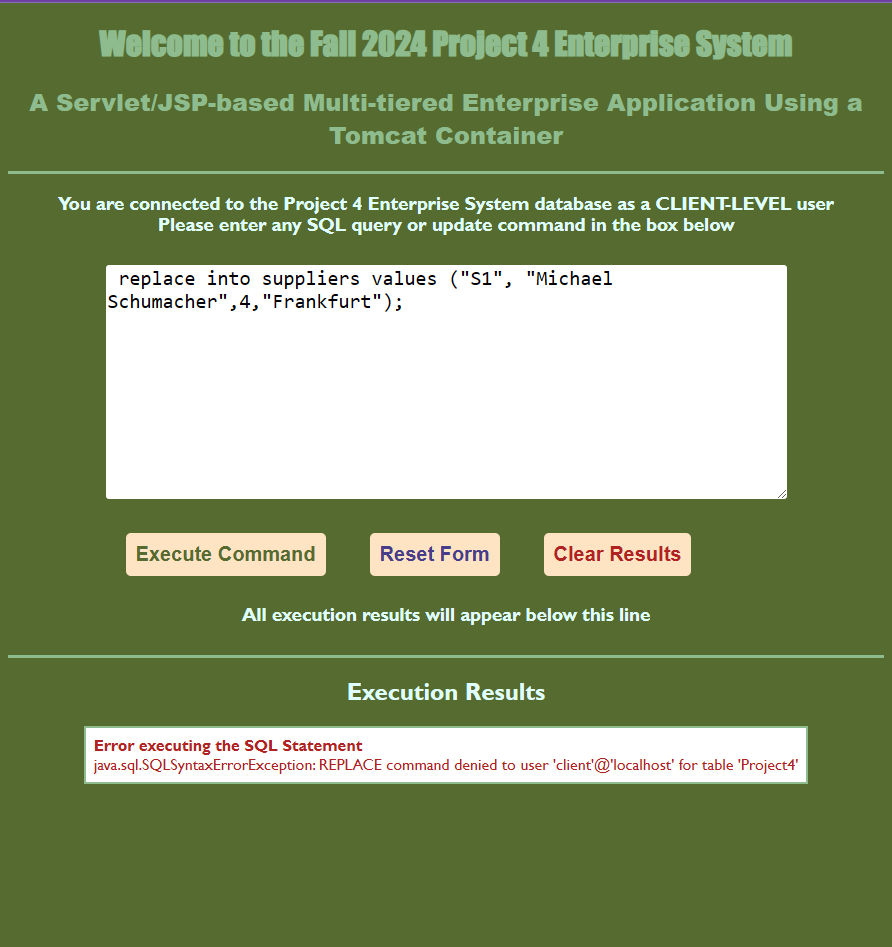 Welcome to the Fall 2024 Project 4 Enterprise System
A Servlet/JSP-based Multi-tiered Enterprise Application Using a
Tomcat Container
You are connected to the Project 4 Enterprise System database as a CLIENT-LEVEL user
Please enter any SQL query or update command in the box below
replace into suppliers values ("S1", "Michael
Schumacher",4,"Frankfurt");
Execute Command Reset Form Clear Results
All execution results will appear below this line
Execution Results
Error executing the SQL Statement
java.sql.SQLSyntaxErrorException: REPLACE command denied to user 'client'@'localhost' for table 'Project4'